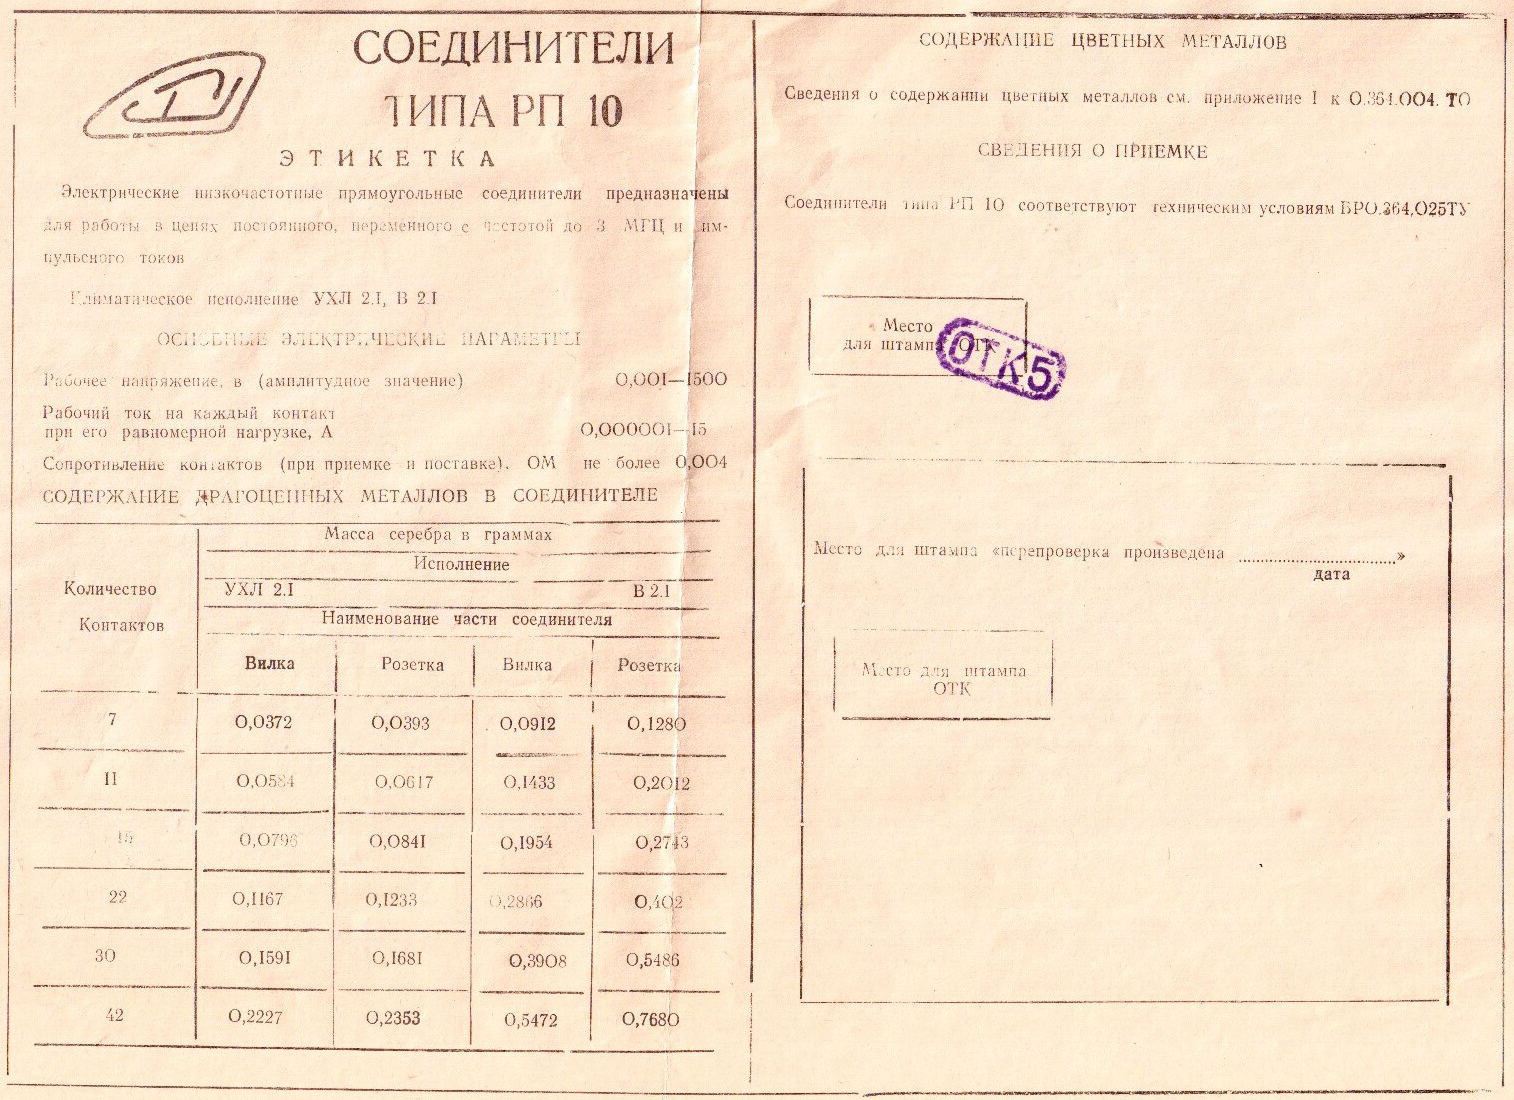 СОЕДИНИТЕЛИ
ТИПА РП 10
ЭТИКЕТКА
Электрические низкочастотные прямоугольные соединители предназначены
для работы в цепях постоянного, переменного с частотой до 3 МГЦ и им-
пульсного токов
Климатическое исполнение УХЛ 2.1, В 2.1
ОСНОВНЫЕ ЭЛЕКТРИЧЕСКИЕ ПАРАМЕТРЫ
Рабочее напряжение, в (амплитудное значение) 0,001—1500
Рабочий ток на каждый контакт
при его равномерной нагрузке, А 0,000001—15
Сопротивление контактов (при приемке и поставке). ОМ не более 0,004
СОДЕРЖАНИЕ ДРАГОЦЕННЫХ МЕТАЛЛОВ В СОЕДИНИТЕЛЕ
Масса серебра в граммах
Исполнение
Количество УХЛ 2.1 В 2.1
Контактов Наименование части соединителя
Вилка Розетка Вилка Розетка
7 0,0372 0,0393 0,0912 0,1280
11 0,0584 0,0617 0,1433 0,2012
15 0,0796 0,0841 0,1954 0,2743
22 0,1167 0,1233 0,2866 0,402
30 0,1591 0,1681 0,3908 0,5486
42 0,2227 0,2353 0,5472 0,7680
СОДЕРЖАНИЕ ЦВЕТНЫХ МЕТАЛЛОВ
Сведения о содержании цветных металлов см. приложение 1 к 0.364.004. ТО
СВЕДЕНИЯ О ПРИЕМКЕ
Соединители типа РП 10 соответствуют техническим условиям БРО.364.025ТУ
Место
для штампа ОТК
ОТК5
Место для штампа «перепроверка произведена ........................»
дата
Место для штампа
ОТК